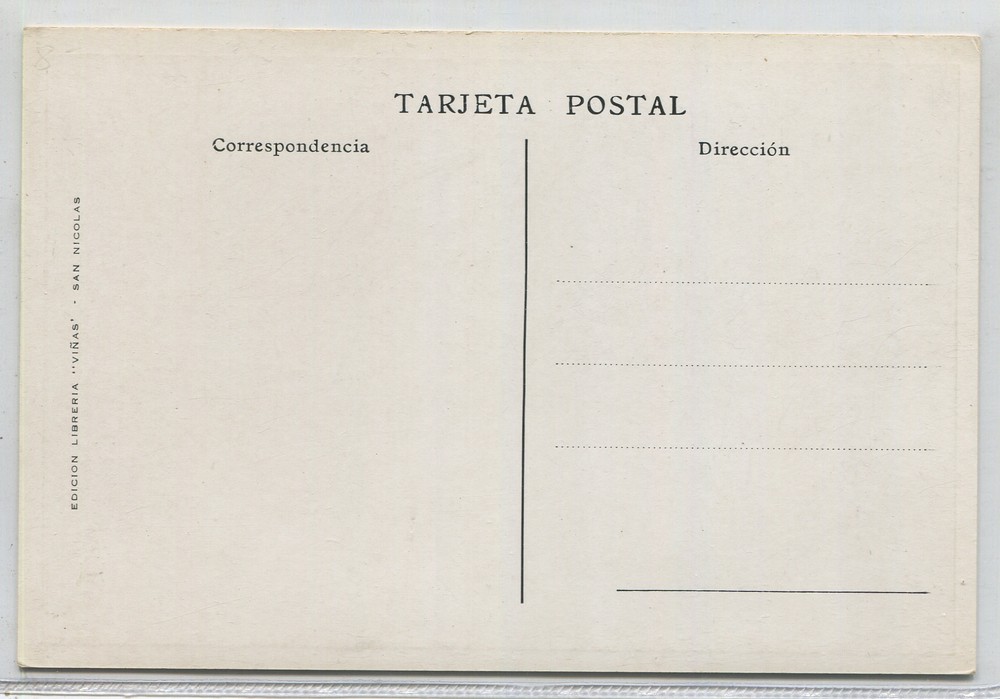 TARJETA POSTAL
Correspondencia
Dirección
EDICION LIBRERIA "VIÑAS" - SAN NICOLAS